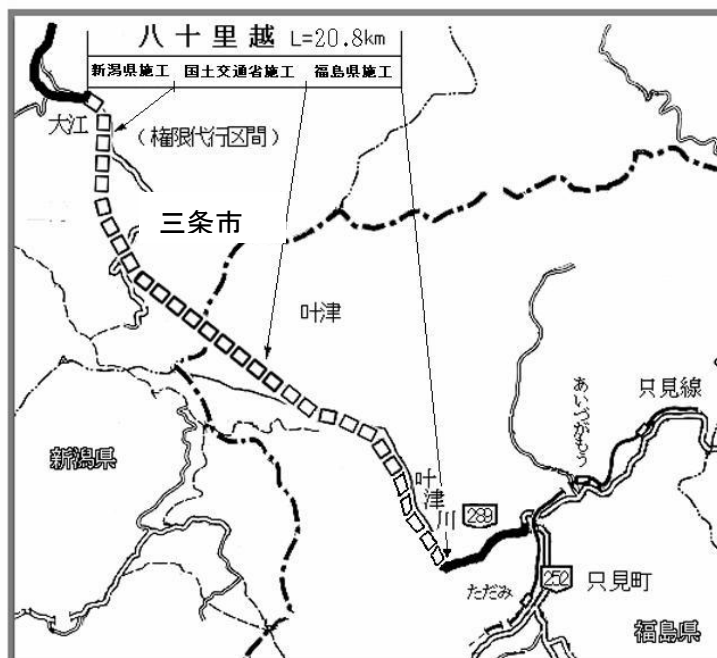 八十里越 L=20.8km
新潟県施工 国土交通省施工 福島県施工
大江
(権限代行区間)
三条市
叶津
あいづがもう
只見線
新潟県
叶津川
289
252
ただみ
只見町
福島県